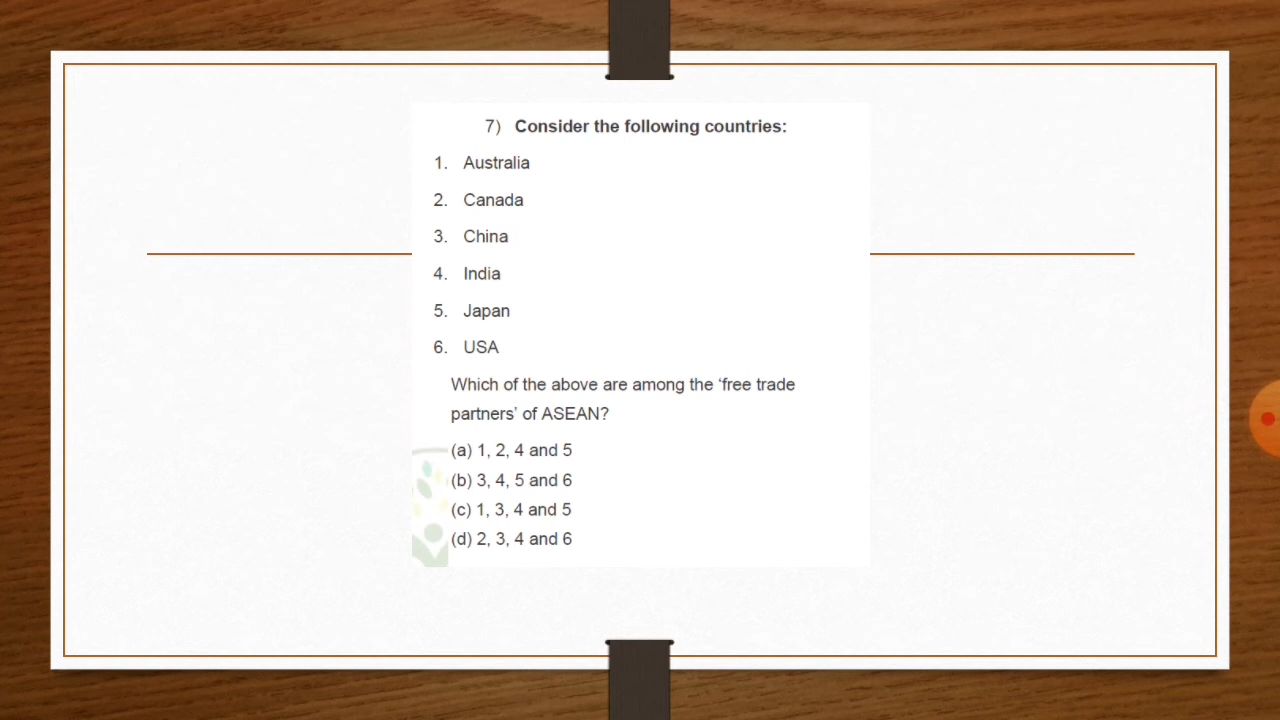 7) Consider the following countries:
1. Australia
2. Canada
3. China
4. India
5. Japan
6. USA
Which of the above are among the ‘free trade
partners’ of ASEAN?
(a) 1, 2, 4 and 5
(b) 3, 4, 5 and 6
(c) 1, 3, 4 and 5
(d) 2, 3, 4 and 6